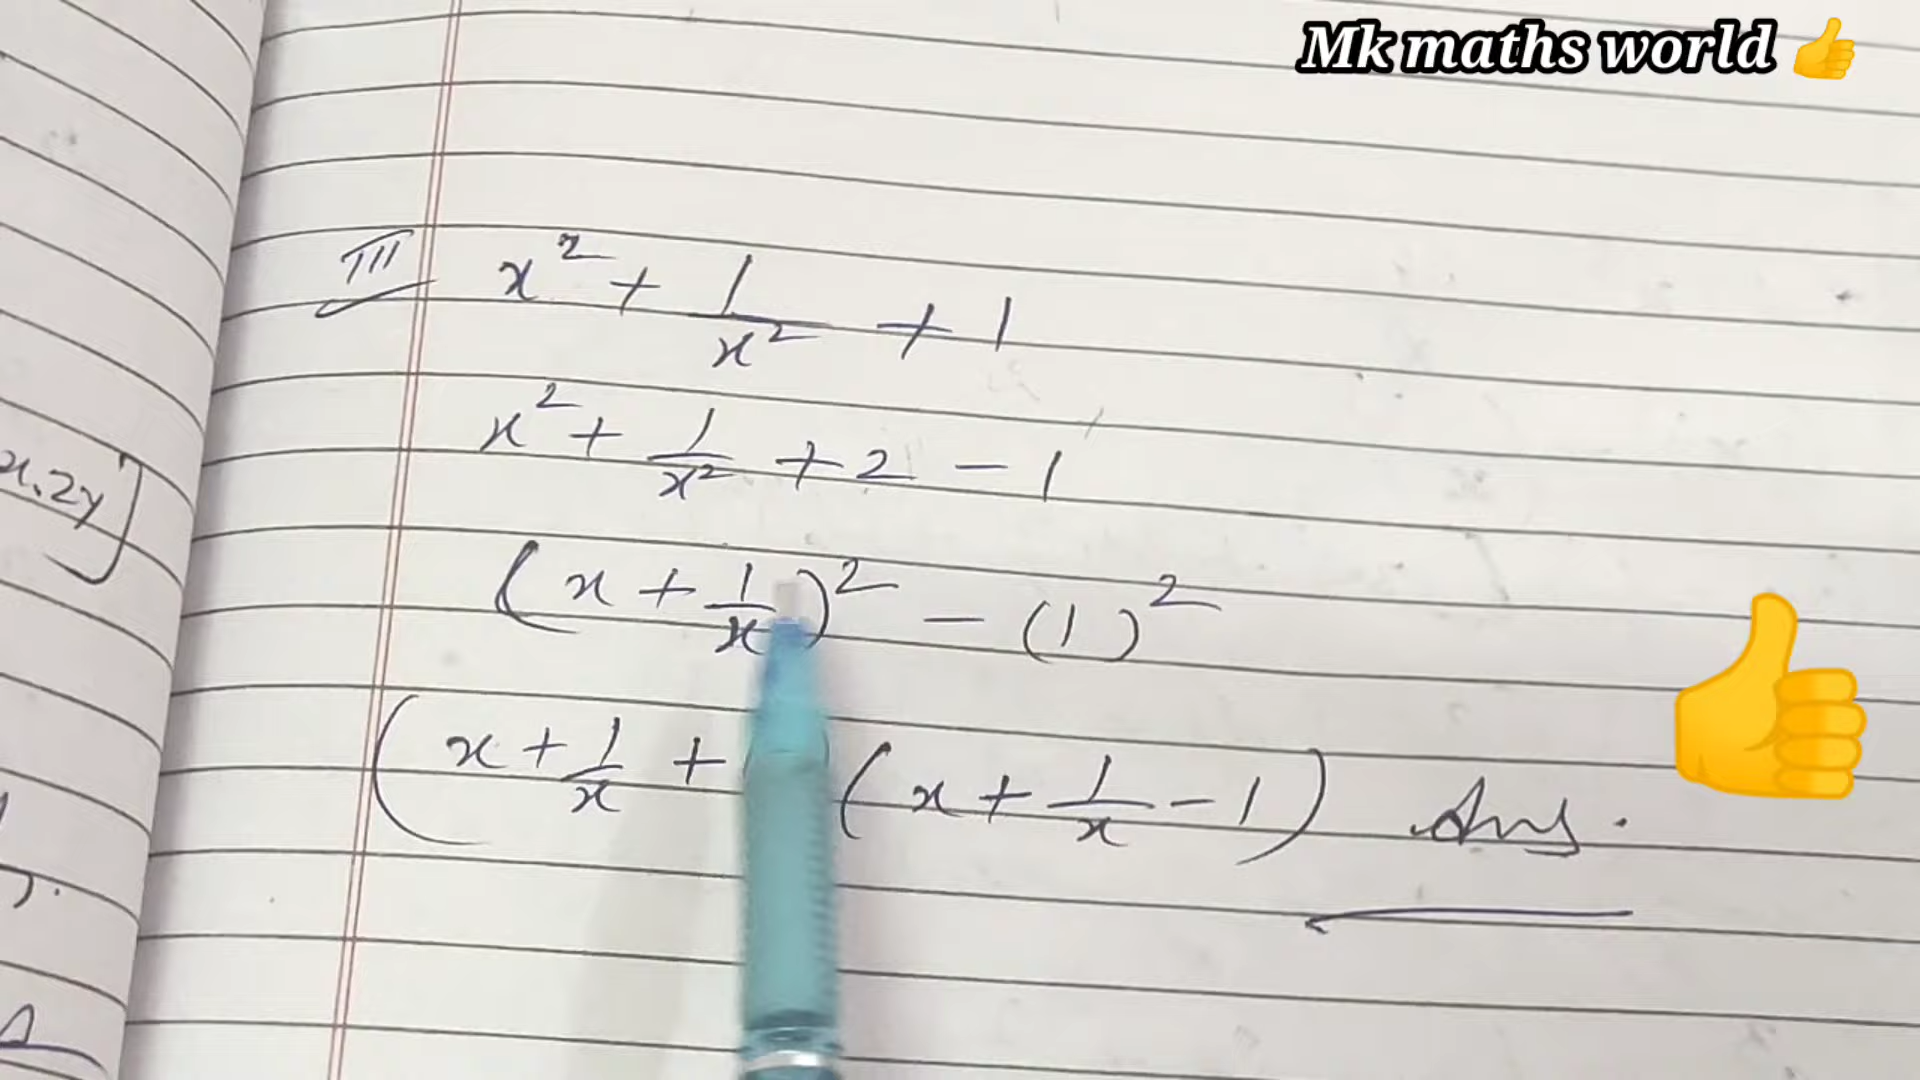 Mk maths world 👍
III x² + 1/x² + 1
x² + 1/x² + 2 - 1
(x + 1/x)² - (1)²
(x + 1/x + (x + 1/x - 1) Ans.
x.2y]